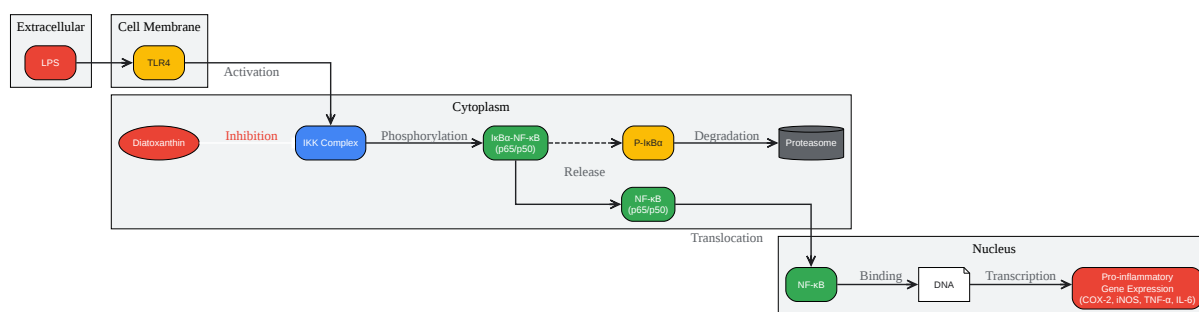 Extracellular
Cell Membrane
LPS
TLR4
Activation
Cytoplasm
Diatoxanthin
Inhibition
IKK Complex
Phosphorylation
IκBα-NF-κB
(p65/p50)
P-IκBα
Degradation
Proteasome
Release
NF-κB
(p65/p50)
Translocation
Nucleus
NF-κB
Binding
DNA
Transcription
Pro-inflammatory
Gene Expression
(COX-2, iNOS, TNF-α, IL-6)